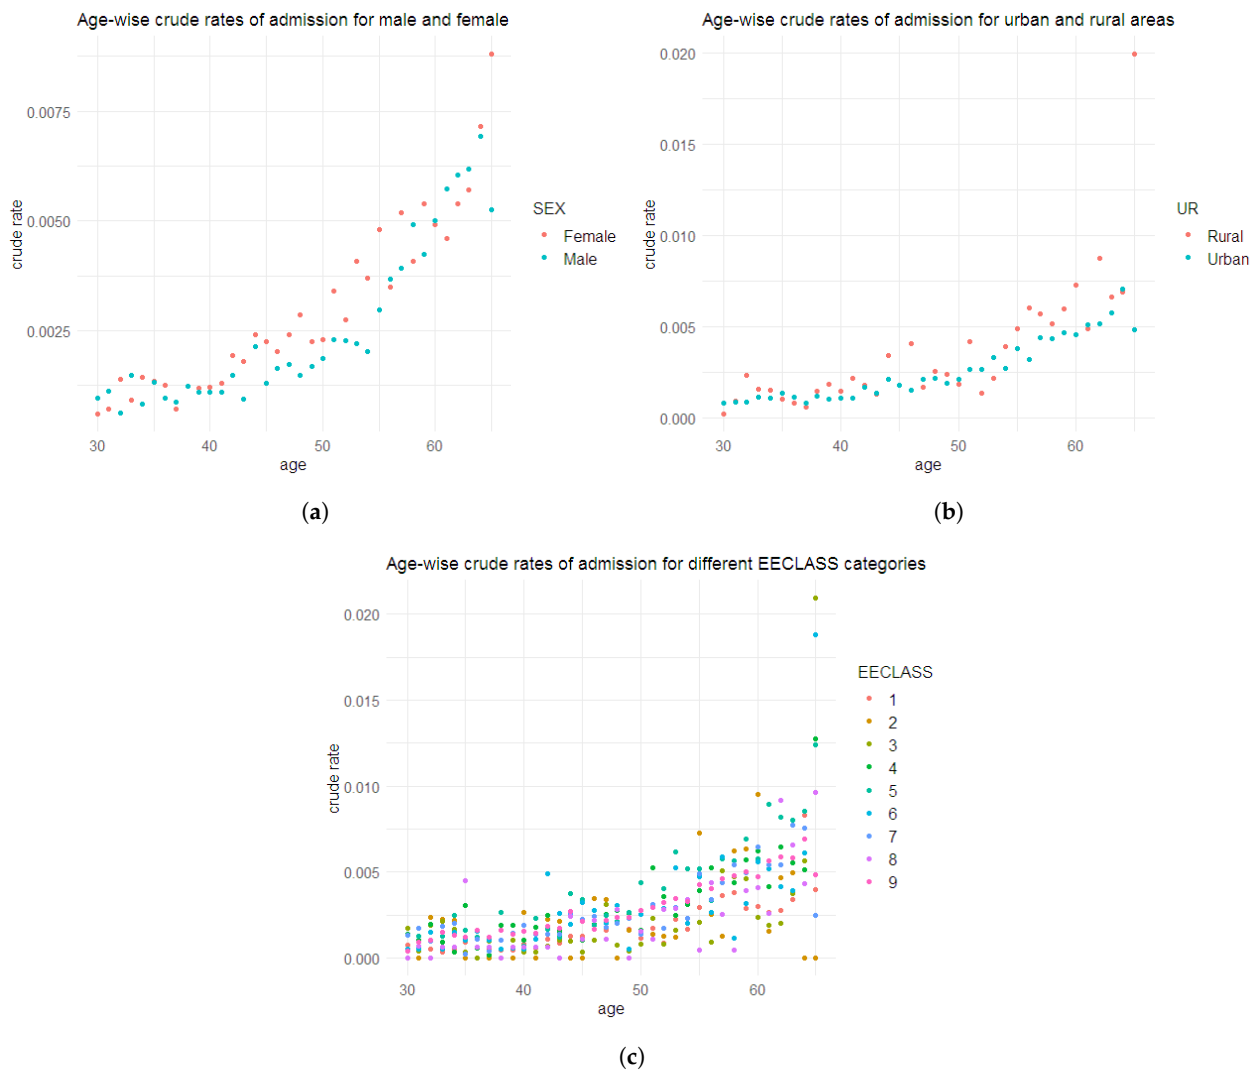 Age-wise crude rates of admission for male and female
crude rate
0.0075
0.0050
0.0025
30 40 50 60
age
SEX
Female
Male
(a)
Age-wise crude rates of admission for urban and rural areas
crude rate
0.020
0.015
0.010
0.005
0.000
30 40 50 60
age
UR
Rural
Urban
(b)
Age-wise crude rates of admission for different EECLASS categories
crude rate
0.020
0.015
0.010
0.005
0.000
30 40 50 60
age
EECLASS
1
2
3
4
5
6
7
8
9
(c)